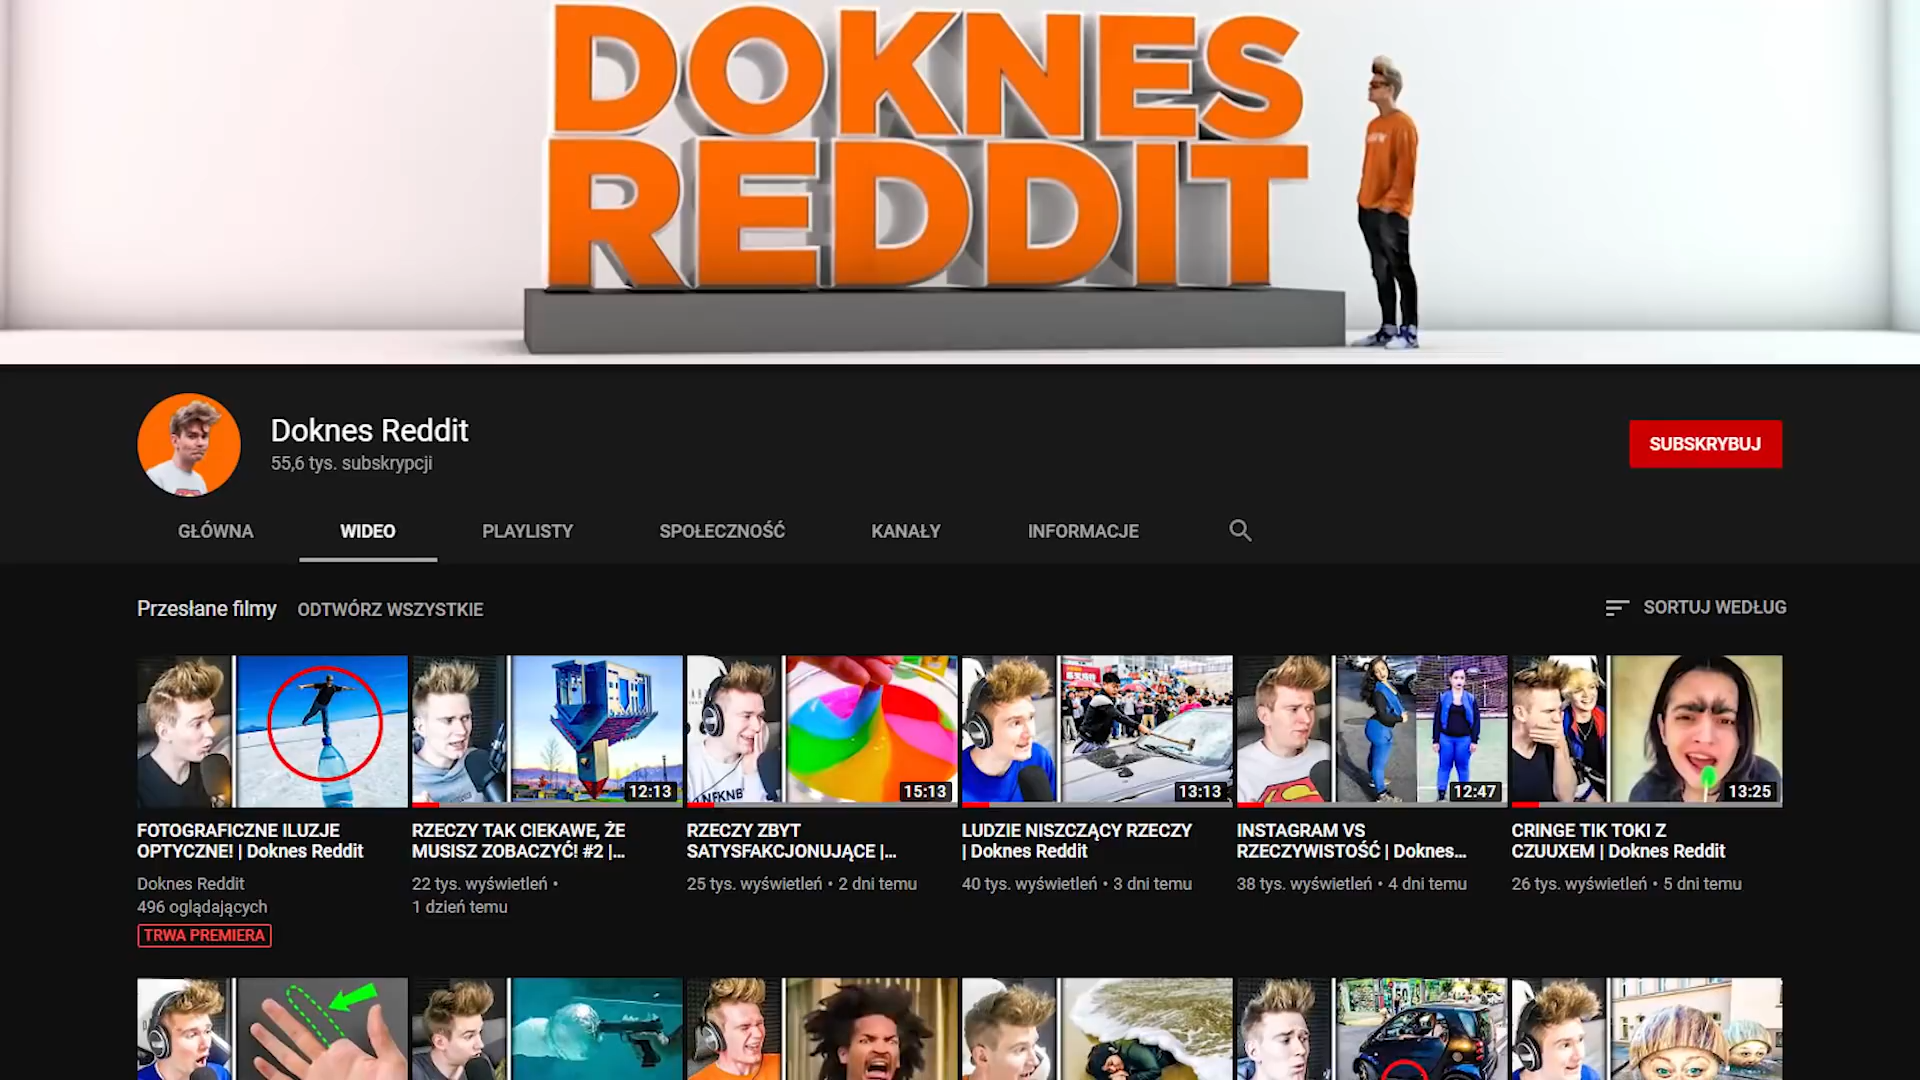 DOKNES
REDDIT
Doknes Reddit
55,6 tys. subskrypcji
SUBSKRYBUJ
GŁÓWNA
WIDEO
PLAYLISTY
SPOŁECZNOŚĆ
KANAŁY
INFORMACJE
Przesłane filmy
ODTWÓRZ WSZYSTKIE
SORTUJ WEDŁUG
12:13
15:13
13:13
12:47
13:25
FOTOGRAFICZNE ILUZJE
OPTYCZNE! | Doknes Reddit
Doknes Reddit
496 oglądających
TRWA PREMIERA
RZECZY TAK CIEKAWE, ŻE
MUSISZ ZOBACZYĆ! #2 |...
22 tys. wyświetleń •
1 dzień temu
RZECZY ZBYT
SATYSFAKCJONUJĄCE |...
25 tys. wyświetleń • 2 dni temu
LUDZIE NISZCZĄCY RZECZY
| Doknes Reddit
40 tys. wyświetleń • 3 dni temu
INSTAGRAM VS
RZECZYWISTOŚĆ | Doknes...
38 tys. wyświetleń • 4 dni temu
CRINGE TIK TOKI Z
CZUUXEM | Doknes Reddit
26 tys. wyświetleń • 5 dni temu